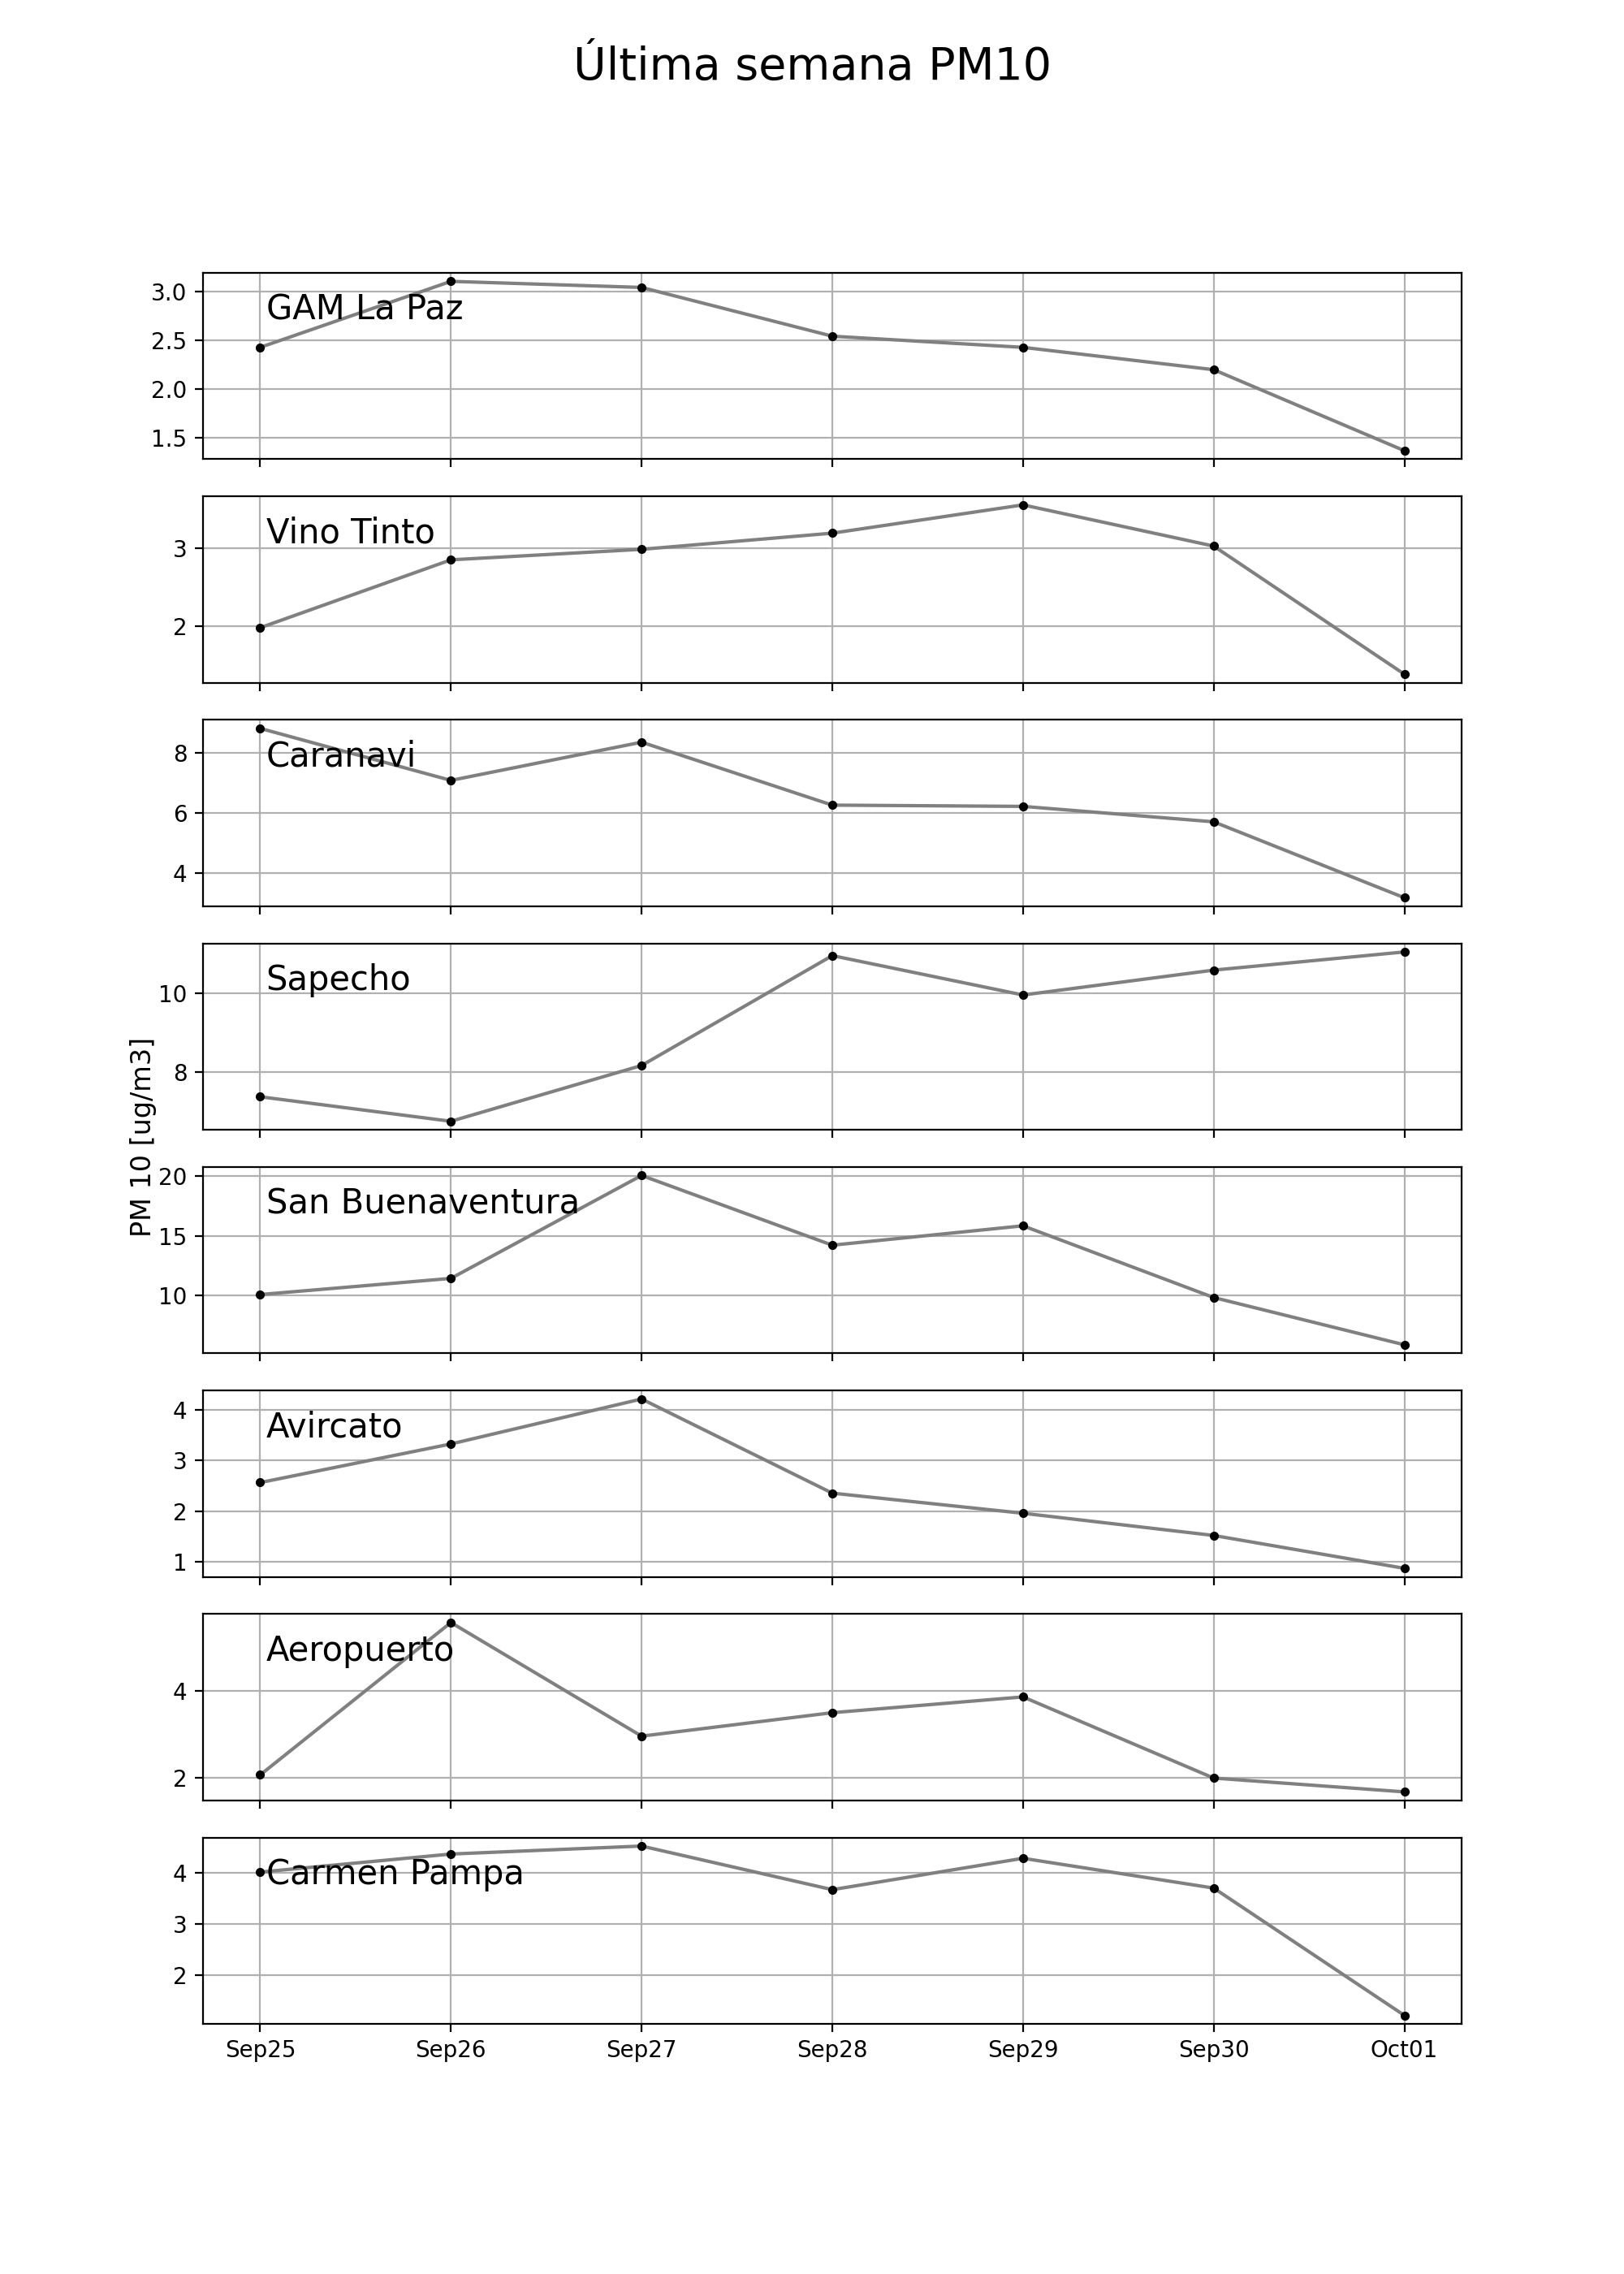 Última semana PM10
GAM La Paz
3.0
2.5
2.0
1.5
Vino Tinto
3
2
Caranavi
8
6
4
Sapecho
10
8
PM 10 [ug/m3]
San Buenaventura
20
15
10
Avircato
4
3
2
1
Aeropuerto
4
2
Carmen Pampa
4
3
2
Sep25 Sep26 Sep27 Sep28 Sep29 Sep30 Oct01